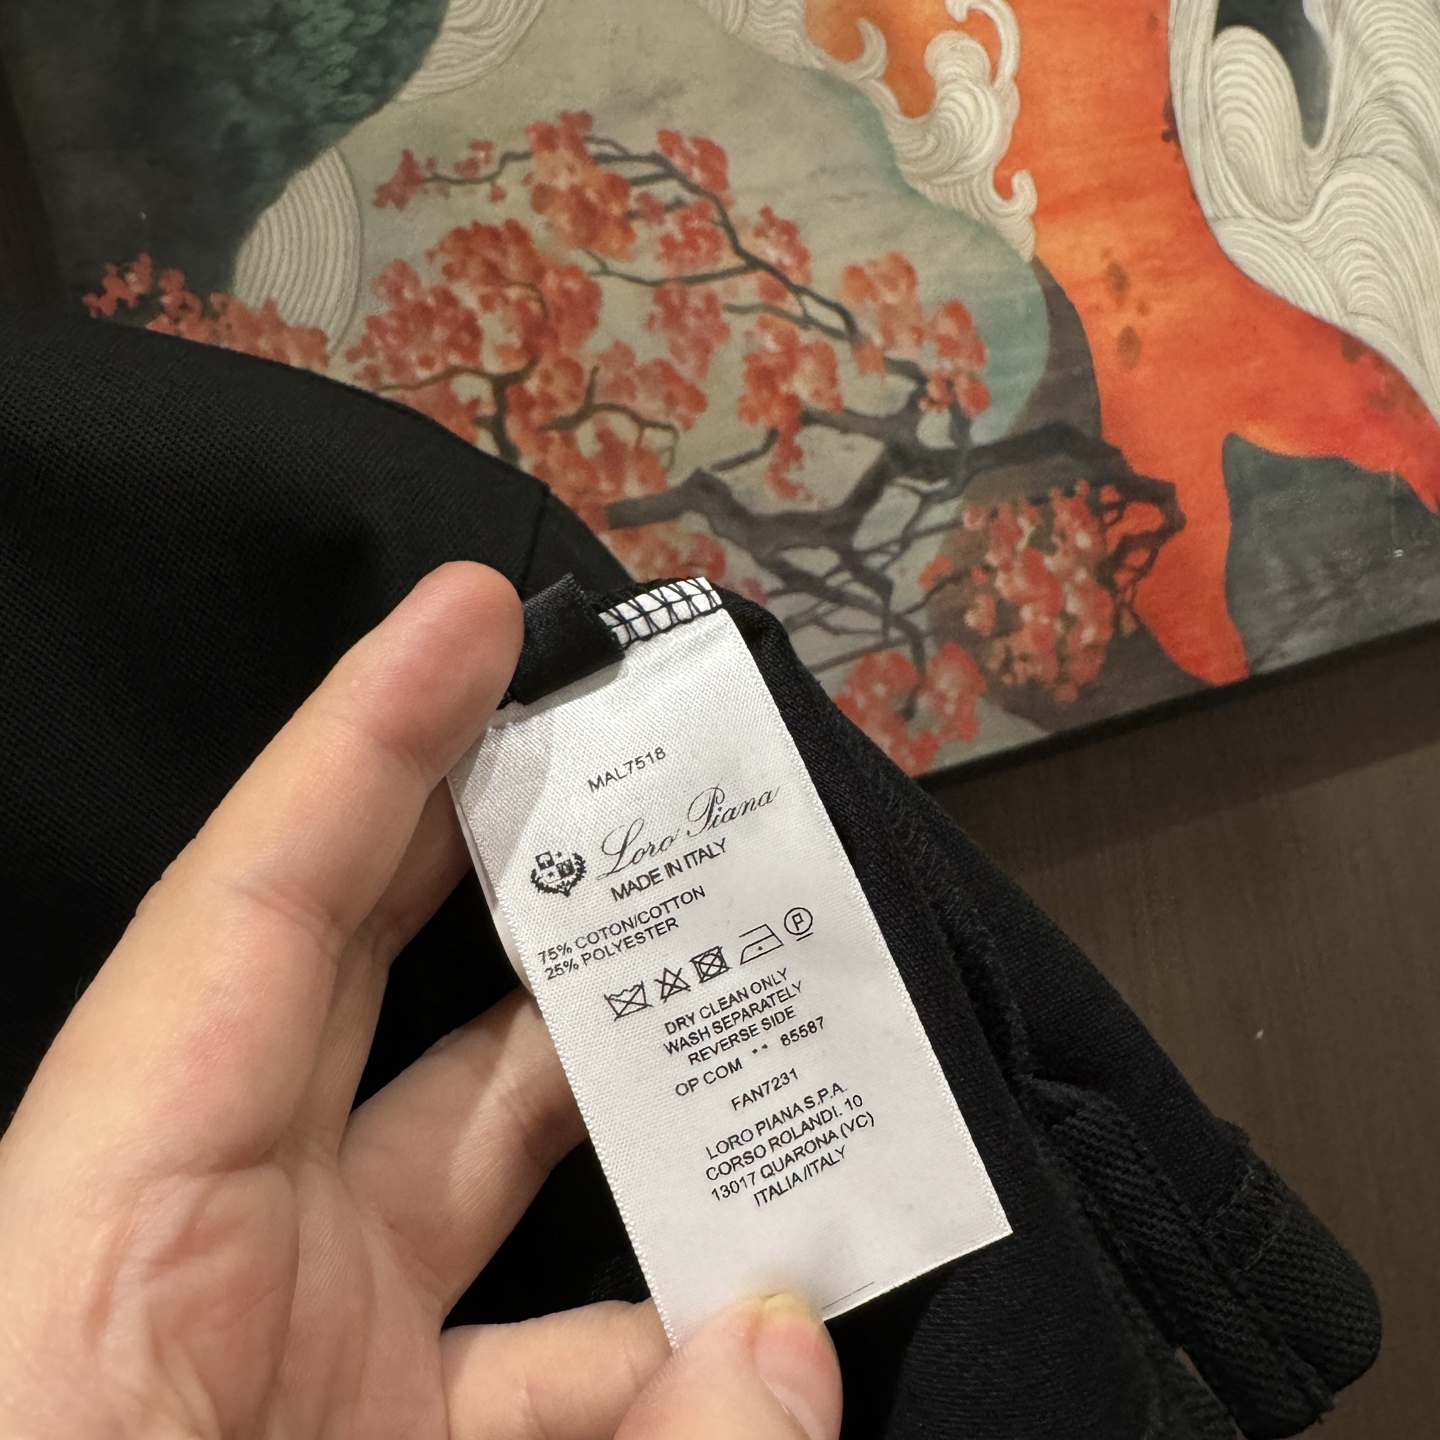 MAL7518
Loro Piana
MADE IN ITALY
75% COTON/COTTON
25% POLYESTER
P
DRY CLEAN ONLY
WASH SEPARATELY
REVERSE SIDE
OP COM ** 85587
FAN7231
LORO PIANA S.P.A.
CORSO ROLANDI. 10
13017 QUARONA (VC)
ITALIA/ITALY